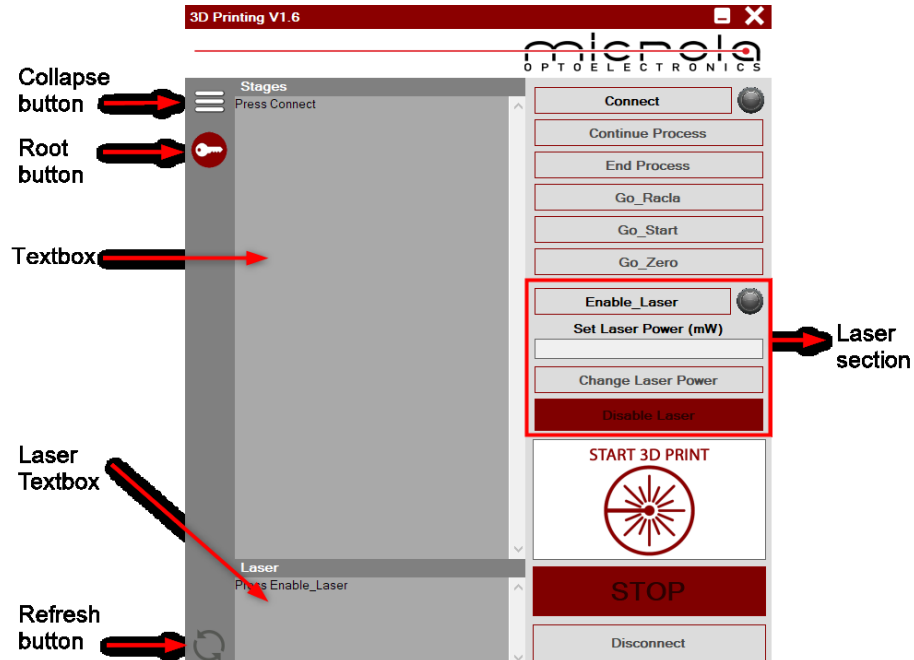 3D Printing V1.6
microla
OPTOELECTRONICS
Collapse
button
Root
button
Textbox
Laser
Textbox
Refresh
button
Stages
Press Connect
Laser
Press Enable_Laser
Connect
Continue Process
End Process
Go_Racla
Go_Start
Go_Zero
Enable_Laser
Set Laser Power (mW)
Change Laser Power
Disable Laser
Laser
section
START 3D PRINT
STOP
Disconnect